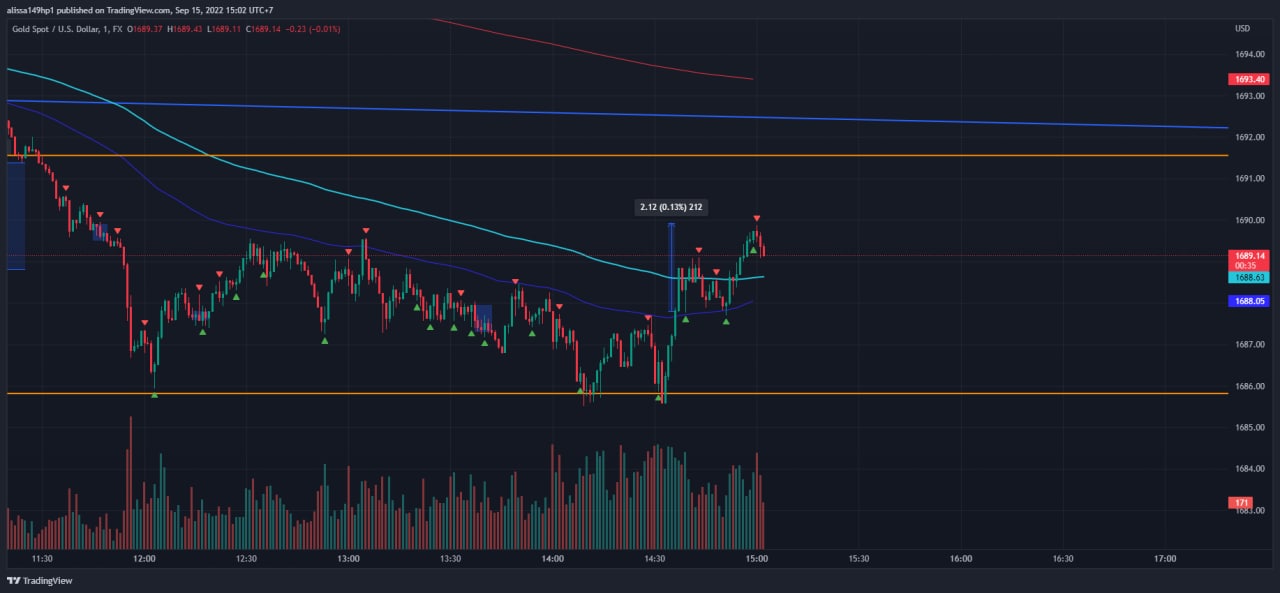 alissa149hp1 published on TradingView.com, Sep 15, 2022 15:02 UTC+7
Gold Spot / U.S. Dollar, 1, FX O1689.37 H1689.43 L1689.11 C1689.14 −0.23 (−0.01%)
USD
1694.00
1693.40
1693.00
1692.00
1691.00
2.12 (0.13%) 212
1690.00
1689.14
00:35
1688.63
1688.05
1687.00
1686.00
1685.00
1684.00
171
1683.00
11:30 12:00 12:30 13:00 13:30 14:00 14:30 15:00 15:30 16:00 16:30 17:00
TradingView